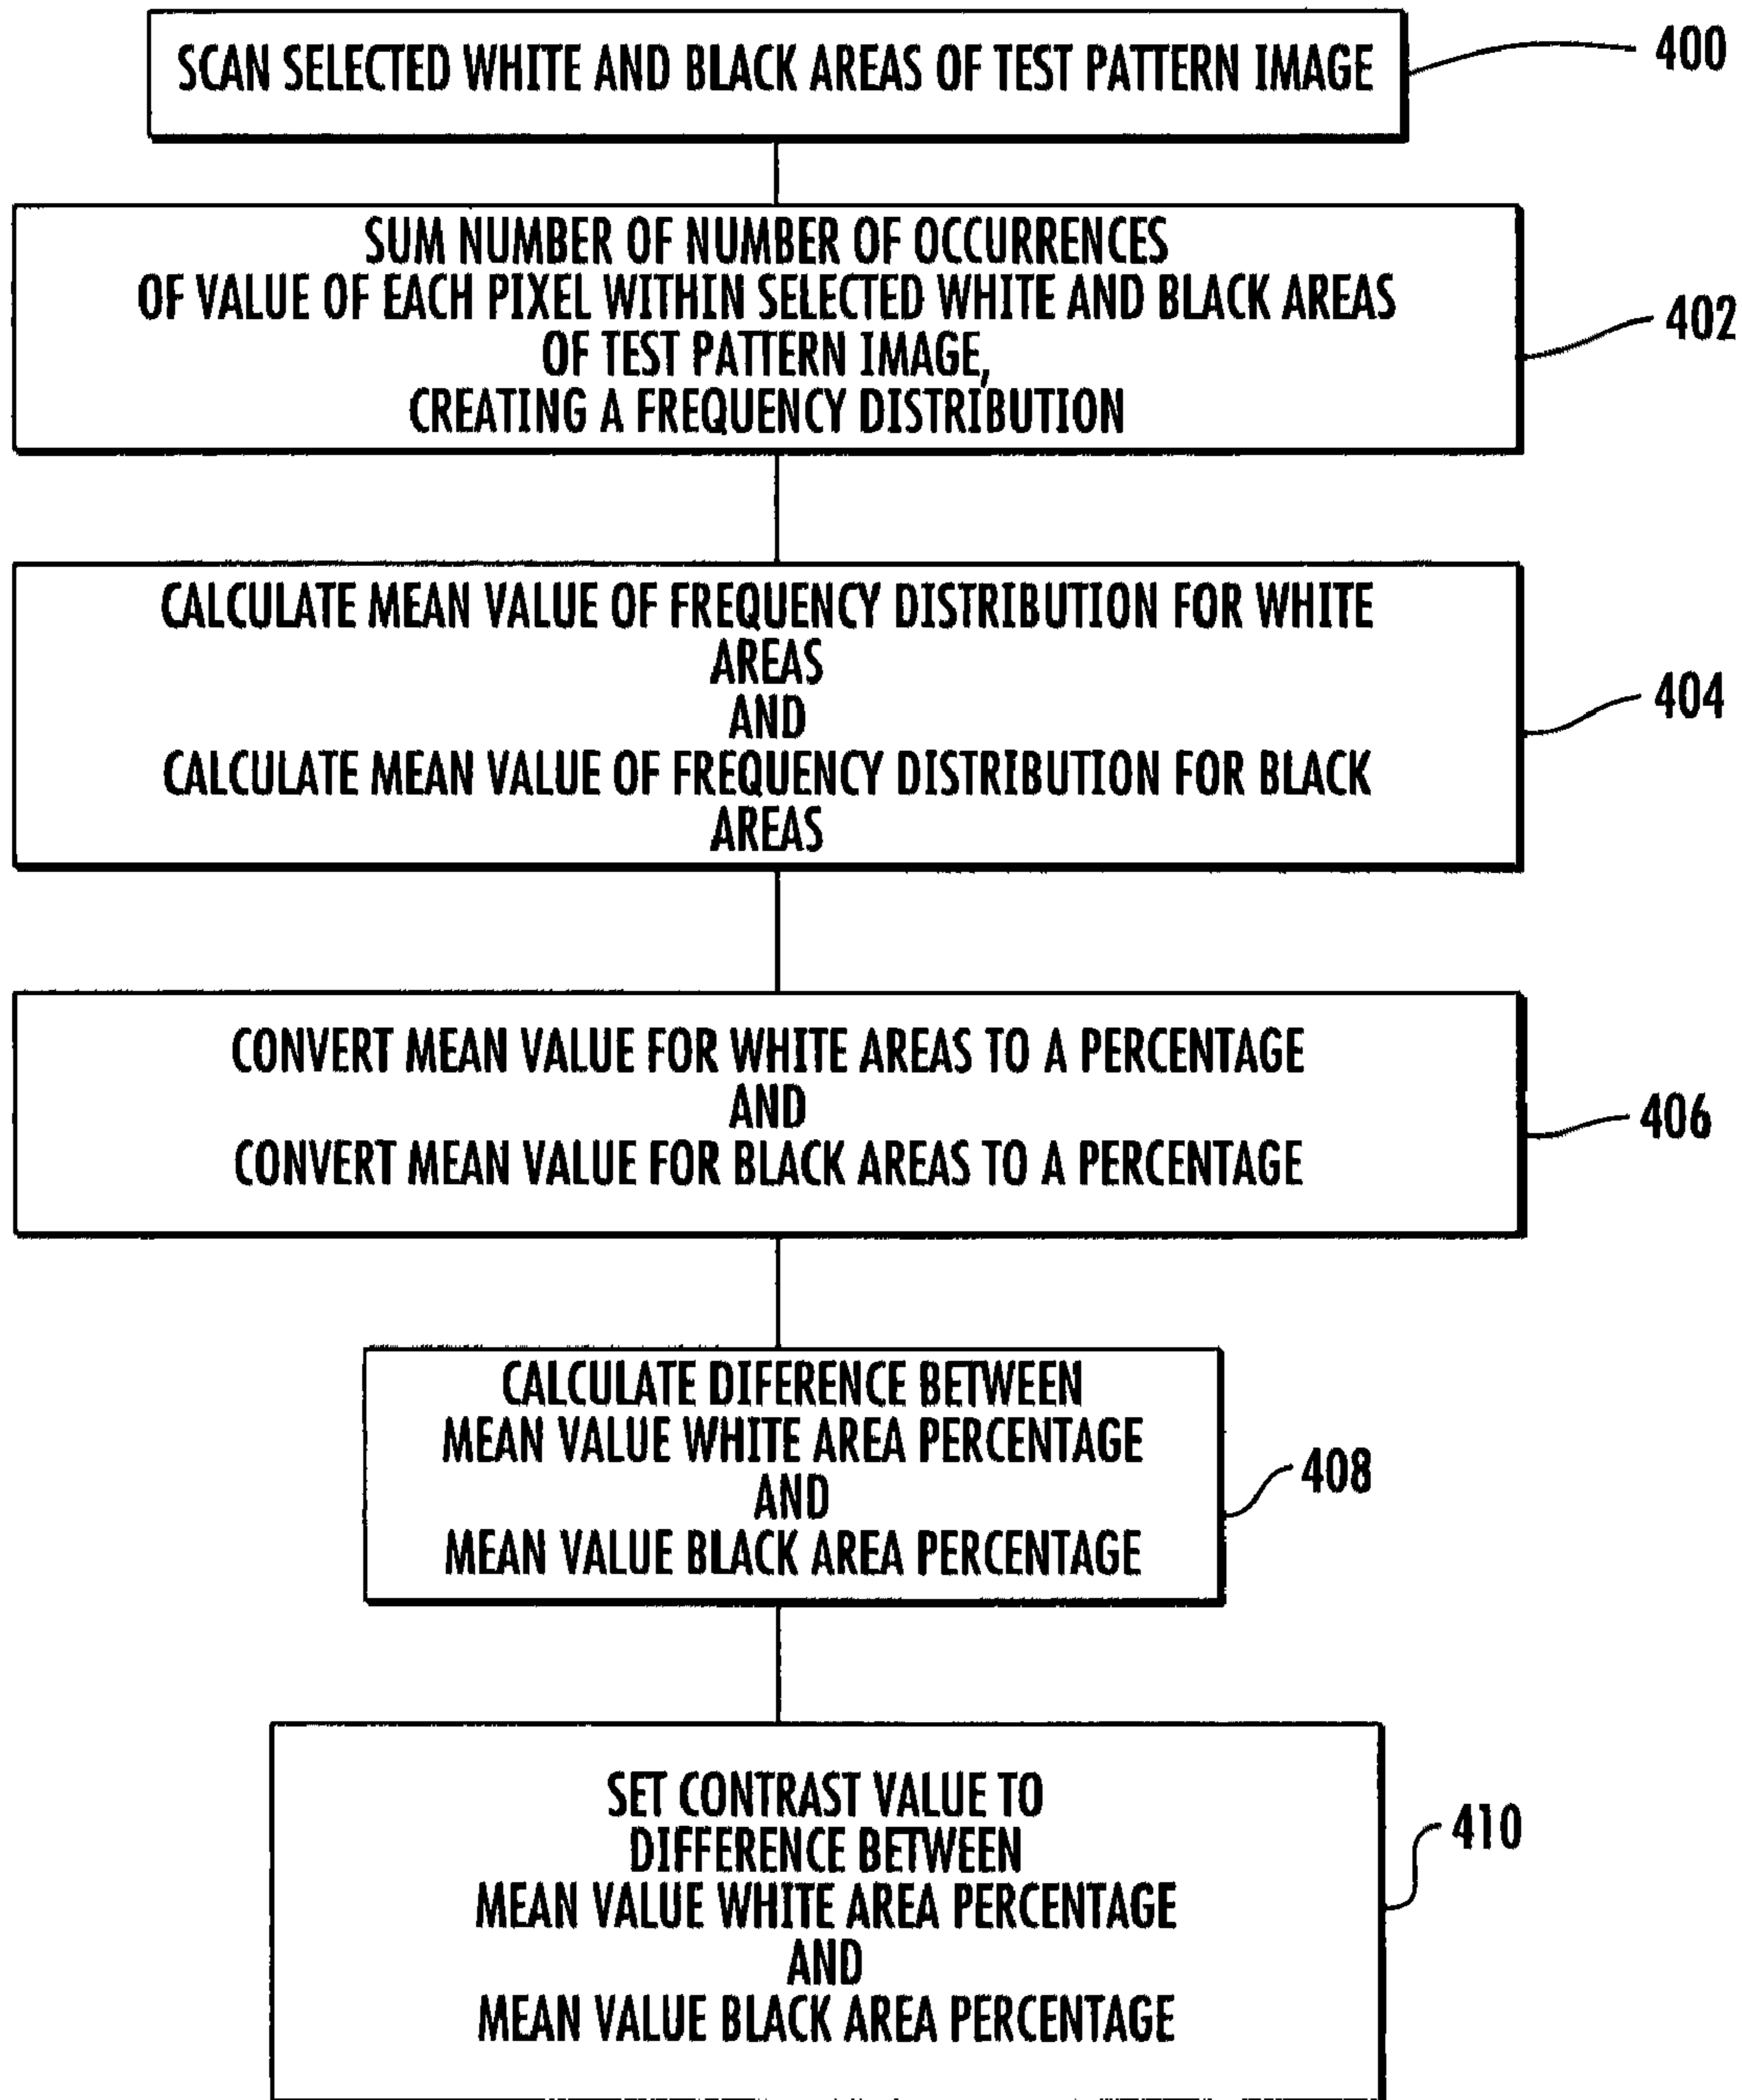 SCAN SELECTED WHITE AND BLACK AREAS OF TEST PATTERN IMAGE
400
SUM NUMBER OF NUMBER OF OCCURRENCES
OF VALUE OF EACH PIXEL WITHIN SELECTED WHITE AND BLACK AREAS
OF TEST PATTERN IMAGE,
CREATING A FREQUENCY DISTRIBUTION
402
CALCULATE MEAN VALUE OF FREQUENCY DISTRIBUTION FOR WHITE
AREAS
AND
CALCULATE MEAN VALUE OF FREQUENCY DISTRIBUTION FOR BLACK
AREAS
404
CONVERT MEAN VALUE FOR WHITE AREAS TO A PERCENTAGE
AND
CONVERT MEAN VALUE FOR BLACK AREAS TO A PERCENTAGE
406
CALCULATE DIFERENCE BETWEEN
MEAN VALUE WHITE AREA PERCENTAGE
AND
MEAN VALUE BLACK AREA PERCENTAGE
408
SET CONTRAST VALUE TO
DIFFERENCE BETWEEN
MEAN VALUE WHITE AREA PERCENTAGE
AND
MEAN VALUE BLACK AREA PERCENTAGE
410